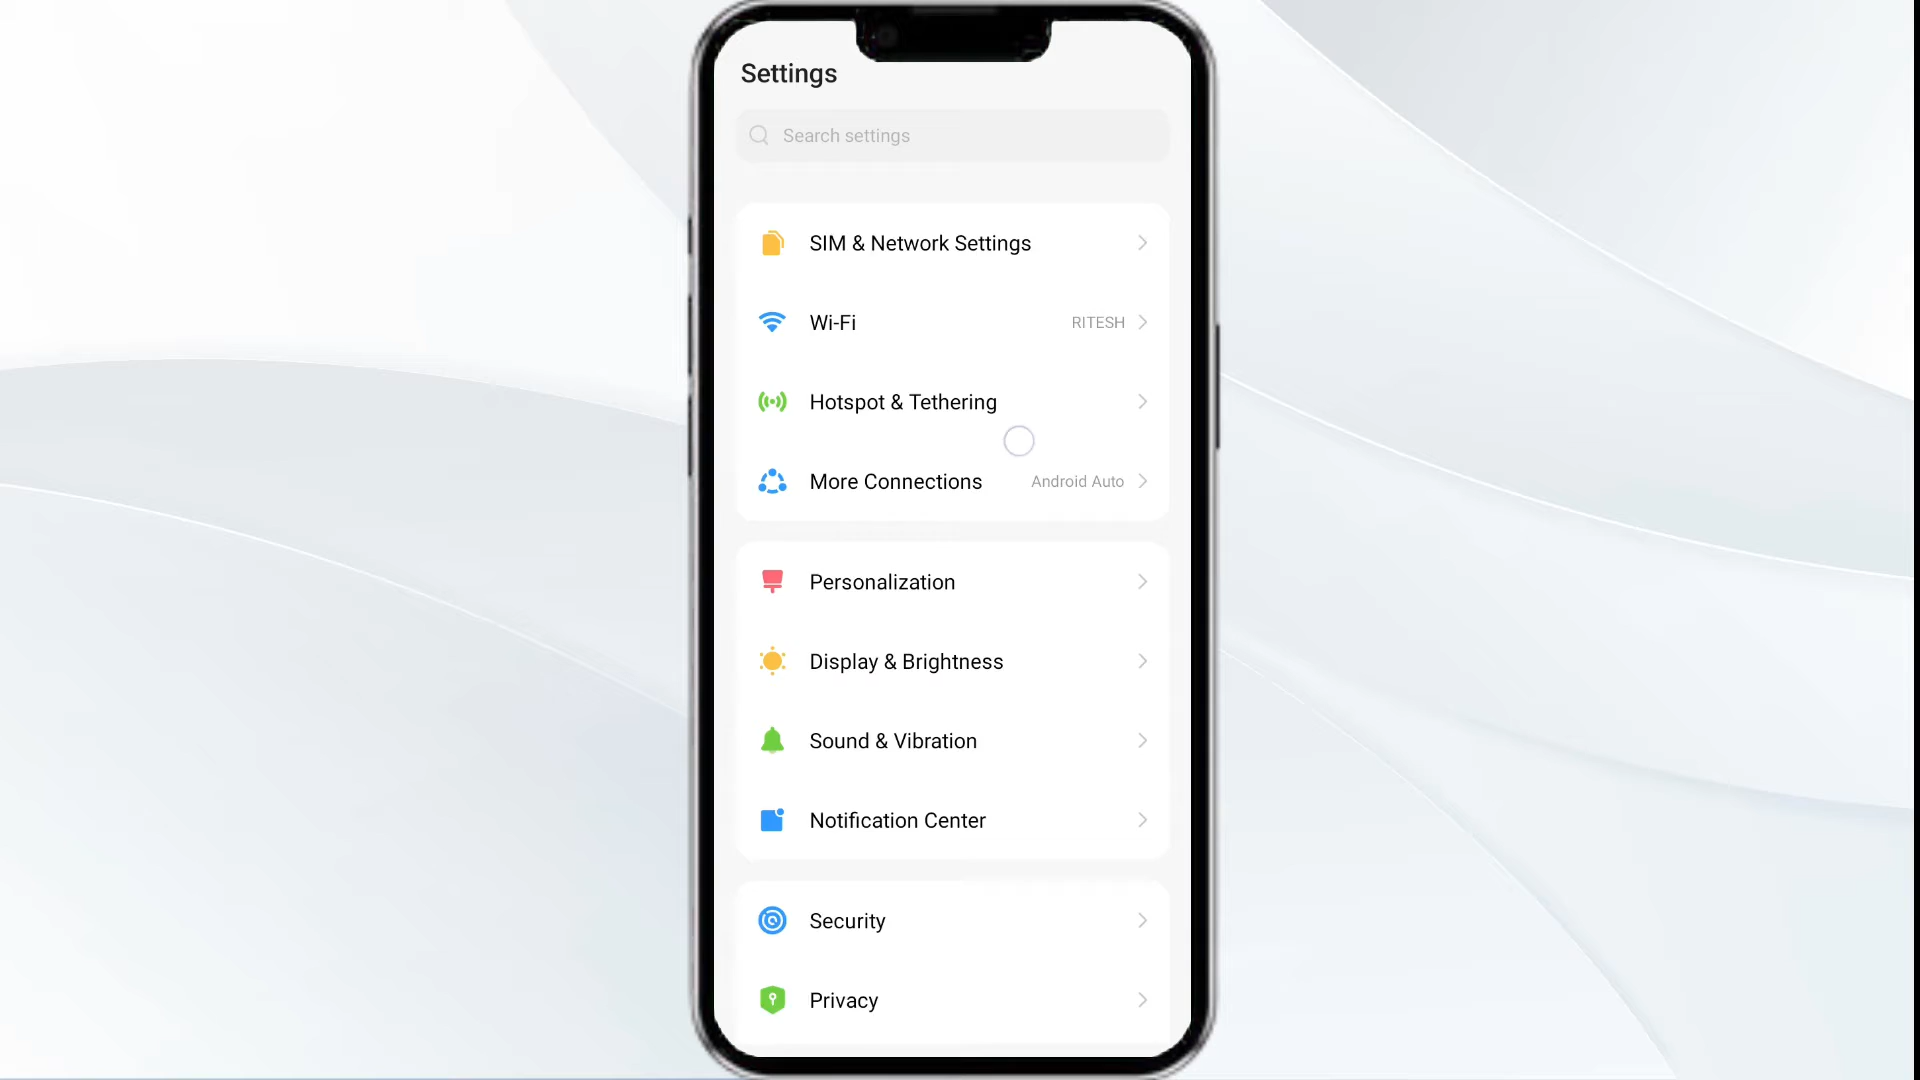 Settings
Search settings
SIM & Network Settings
Wi-Fi RITESH
Hotspot & Tethering
More Connections Android Auto
Personalization
Display & Brightness
Sound & Vibration
Notification Center
Security
Privacy